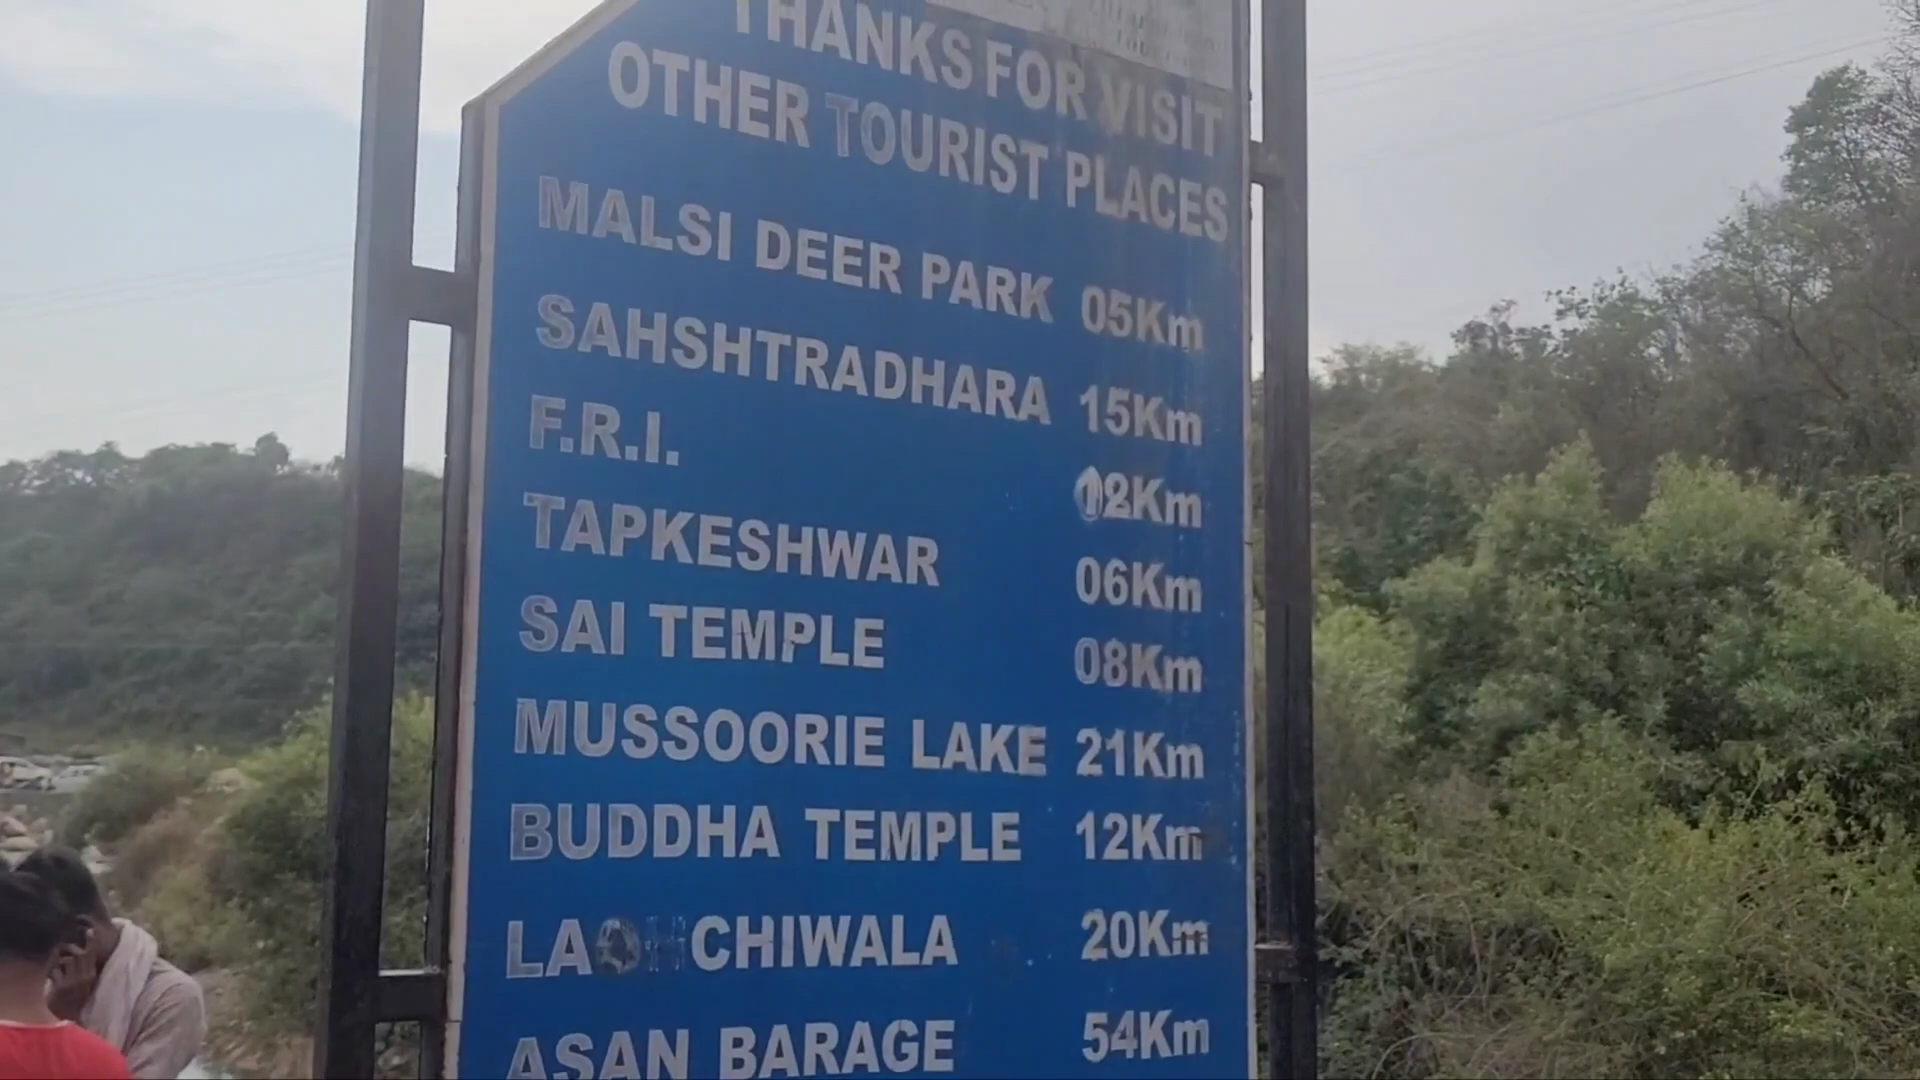 THANKS FOR VISIT
OTHER TOURIST PLACES
MALSI DEER PARK 05Km
SAHSHTRADHARA 15Km
F.R.I.
TAPKESHWAR 06Km
SAI TEMPLE 08Km
MUSSOORIE LAKE 21Km
BUDDHA TEMPLE 12Km
CHIWALA 20Km
ASAN BARAGE 54Km